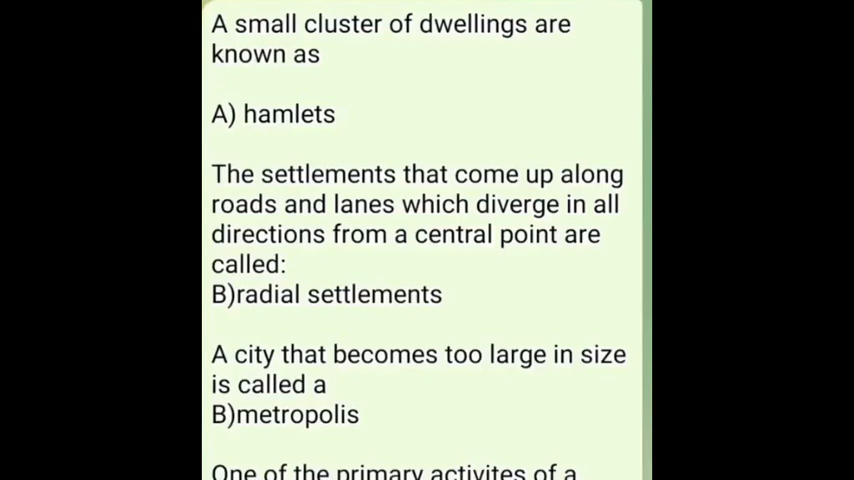 A small cluster of dwellings are
known as
A) hamlets
The settlements that come up along
roads and lanes which diverge in all
directions from a central point are
called:
B)radial settlements
A city that becomes too large in size
is called a
B)metropolis
One of the primary activites of a